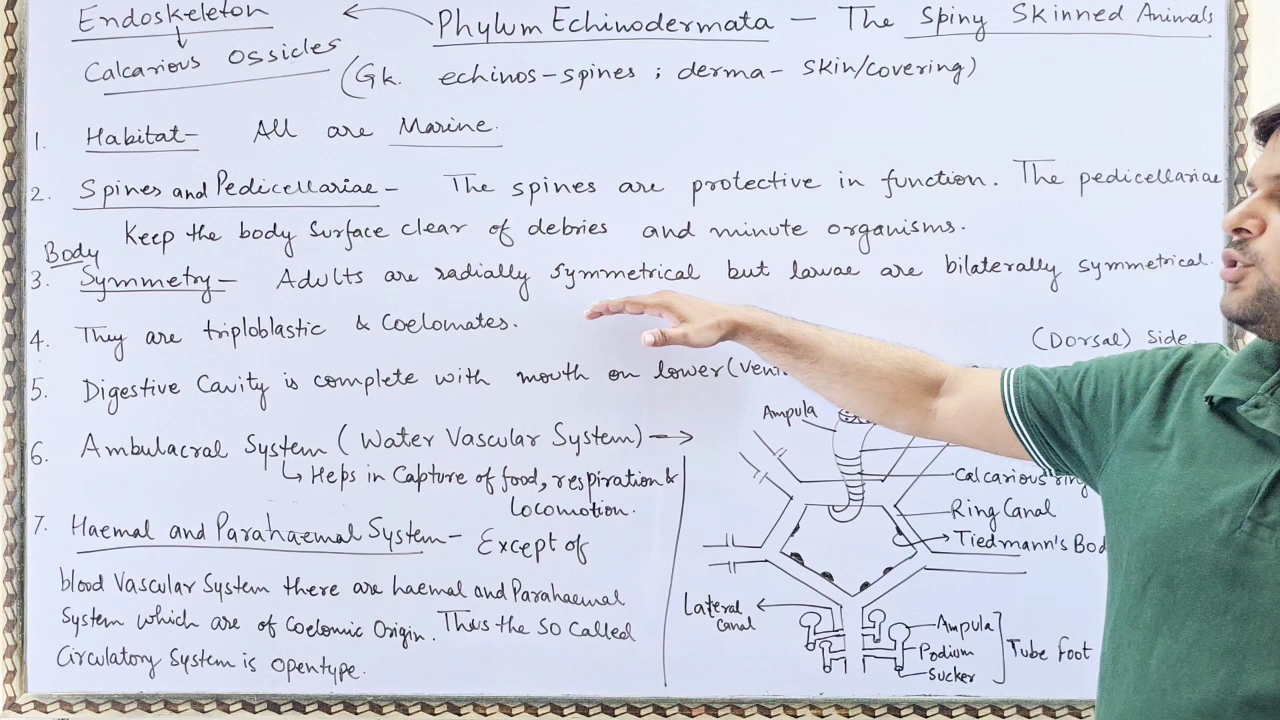 Endoskeleton
Phylum Echinodermata — The Spiny Skinned Animals
Calcarious Ossicles
(Gk. echinos-spines ; derma- skin/covering)
1. Habitat- All are Marine.
2. Spines and Pedicellariae - The spines are protective in function. The pedicellariae
Keep the body surface clear of debries and minute organisms.
Body
3. Symmetry - Adults are radially symmetrical but larvae are bilaterally symmetrical.
4. They are triploblastic & Coelomates.
(Dorsal) Side.
5. Digestive Cavity is complete with mouth on lower (
Ampula
6. Ambulacral System (Water Vascular System)
Heps in Capture of food, respiration &
Locomotion.
Calcarious ring
Ring Canal
Tiedmann's Bod
7. Haemal and Parahaemal System- Except of
blood Vascular System there are haemal and Parahaemal
System which are of Coelomic Origin. Thus the so called
Circulatory System is opentype.
Lateral
canal
Ampula
Podium
Sucker
Tube foot